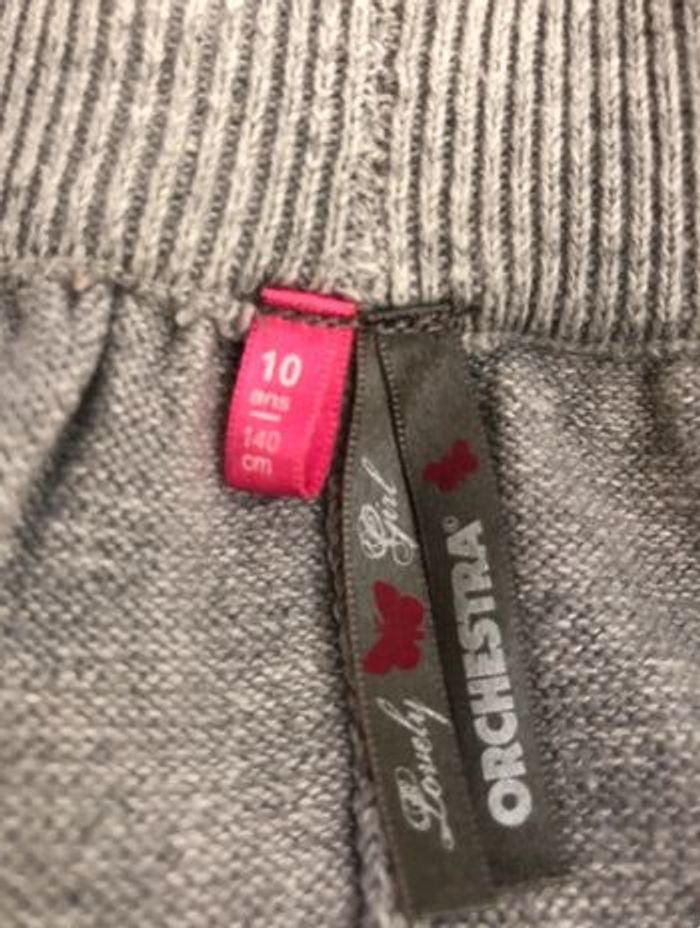 10
ans
140
cm
Lovely Girl
ORCHESTRA®